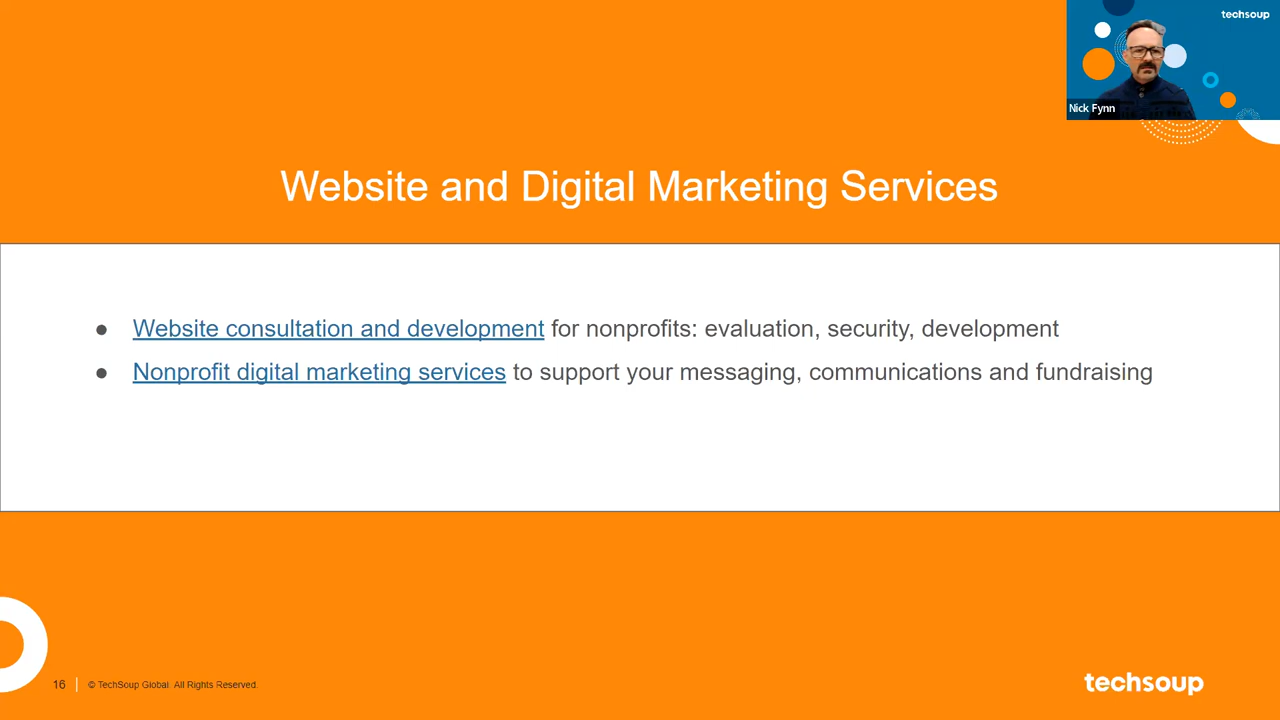 techsoup
Nick Fynn
Website and Digital Marketing Services
● Website consultation and development for nonprofits: evaluation, security, development
● Nonprofit digital marketing services to support your messaging, communications and fundraising
16 | © TechSoup Global. All Rights Reserved.
techsoup